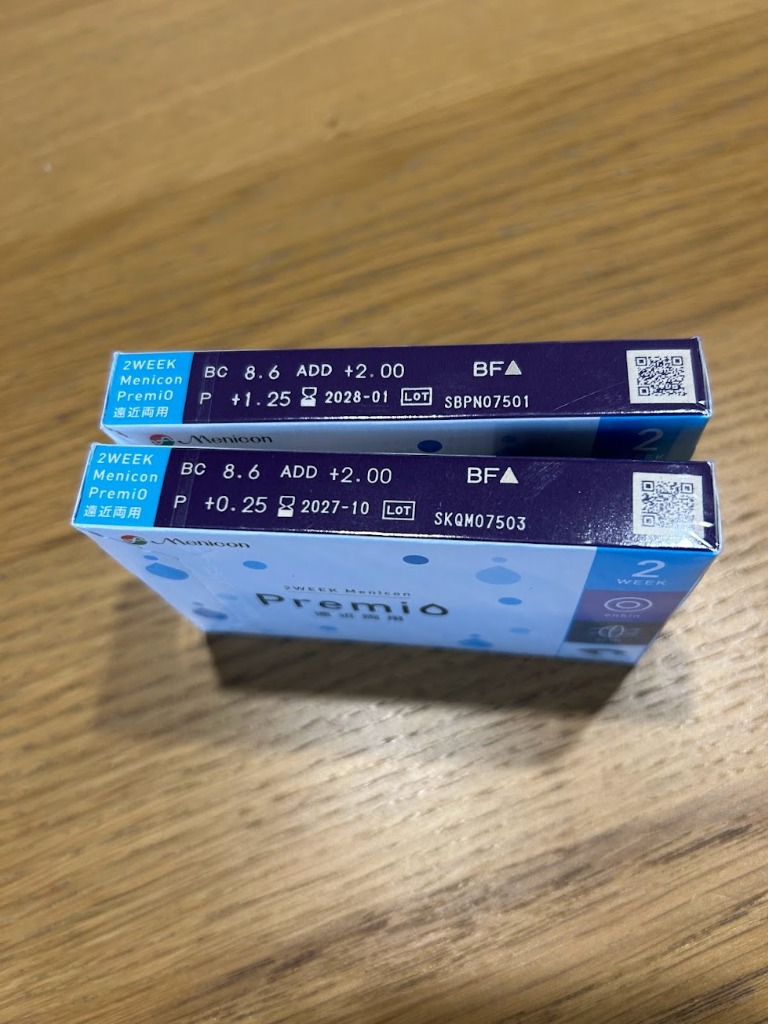 2WEEK
Menicon
PremiO
遠近両用
BC 8.6 ADD +2.00 BF▲
P +1.25 2028-01 LOT SBPN07501
Menicon
2
2WEEK
Menicon
PremiO
遠近両用
BC 8.6 ADD +2.00 BF▲
P +0.25 2027-10 LOT SKQM07503
Menicon
2WEEK Menicon
PremiO
遠近両用
2
WEEK